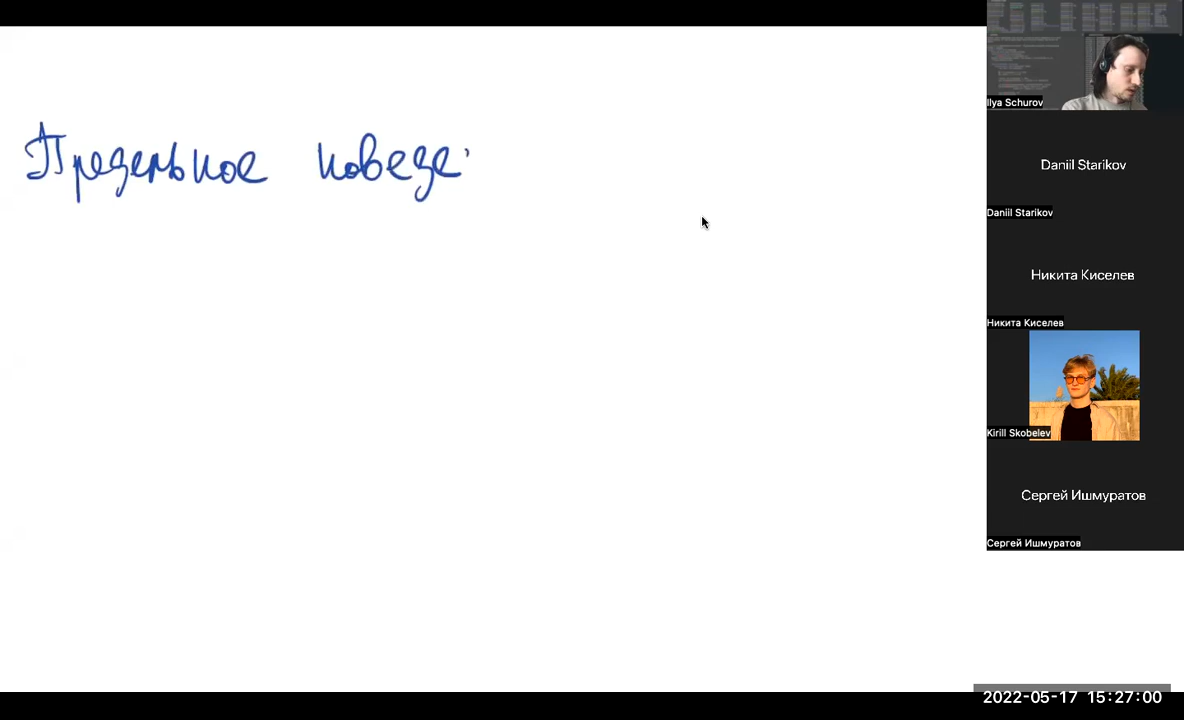 Предельное поведе
Ilya Schurov
Daniil Starikov
Daniil Starikov
Никита Киселев
Никита Киселев
Kirill Skobelev
Сергей Ишмуратов
Сергей Ишмуратов
2022-05-17 15:27:00